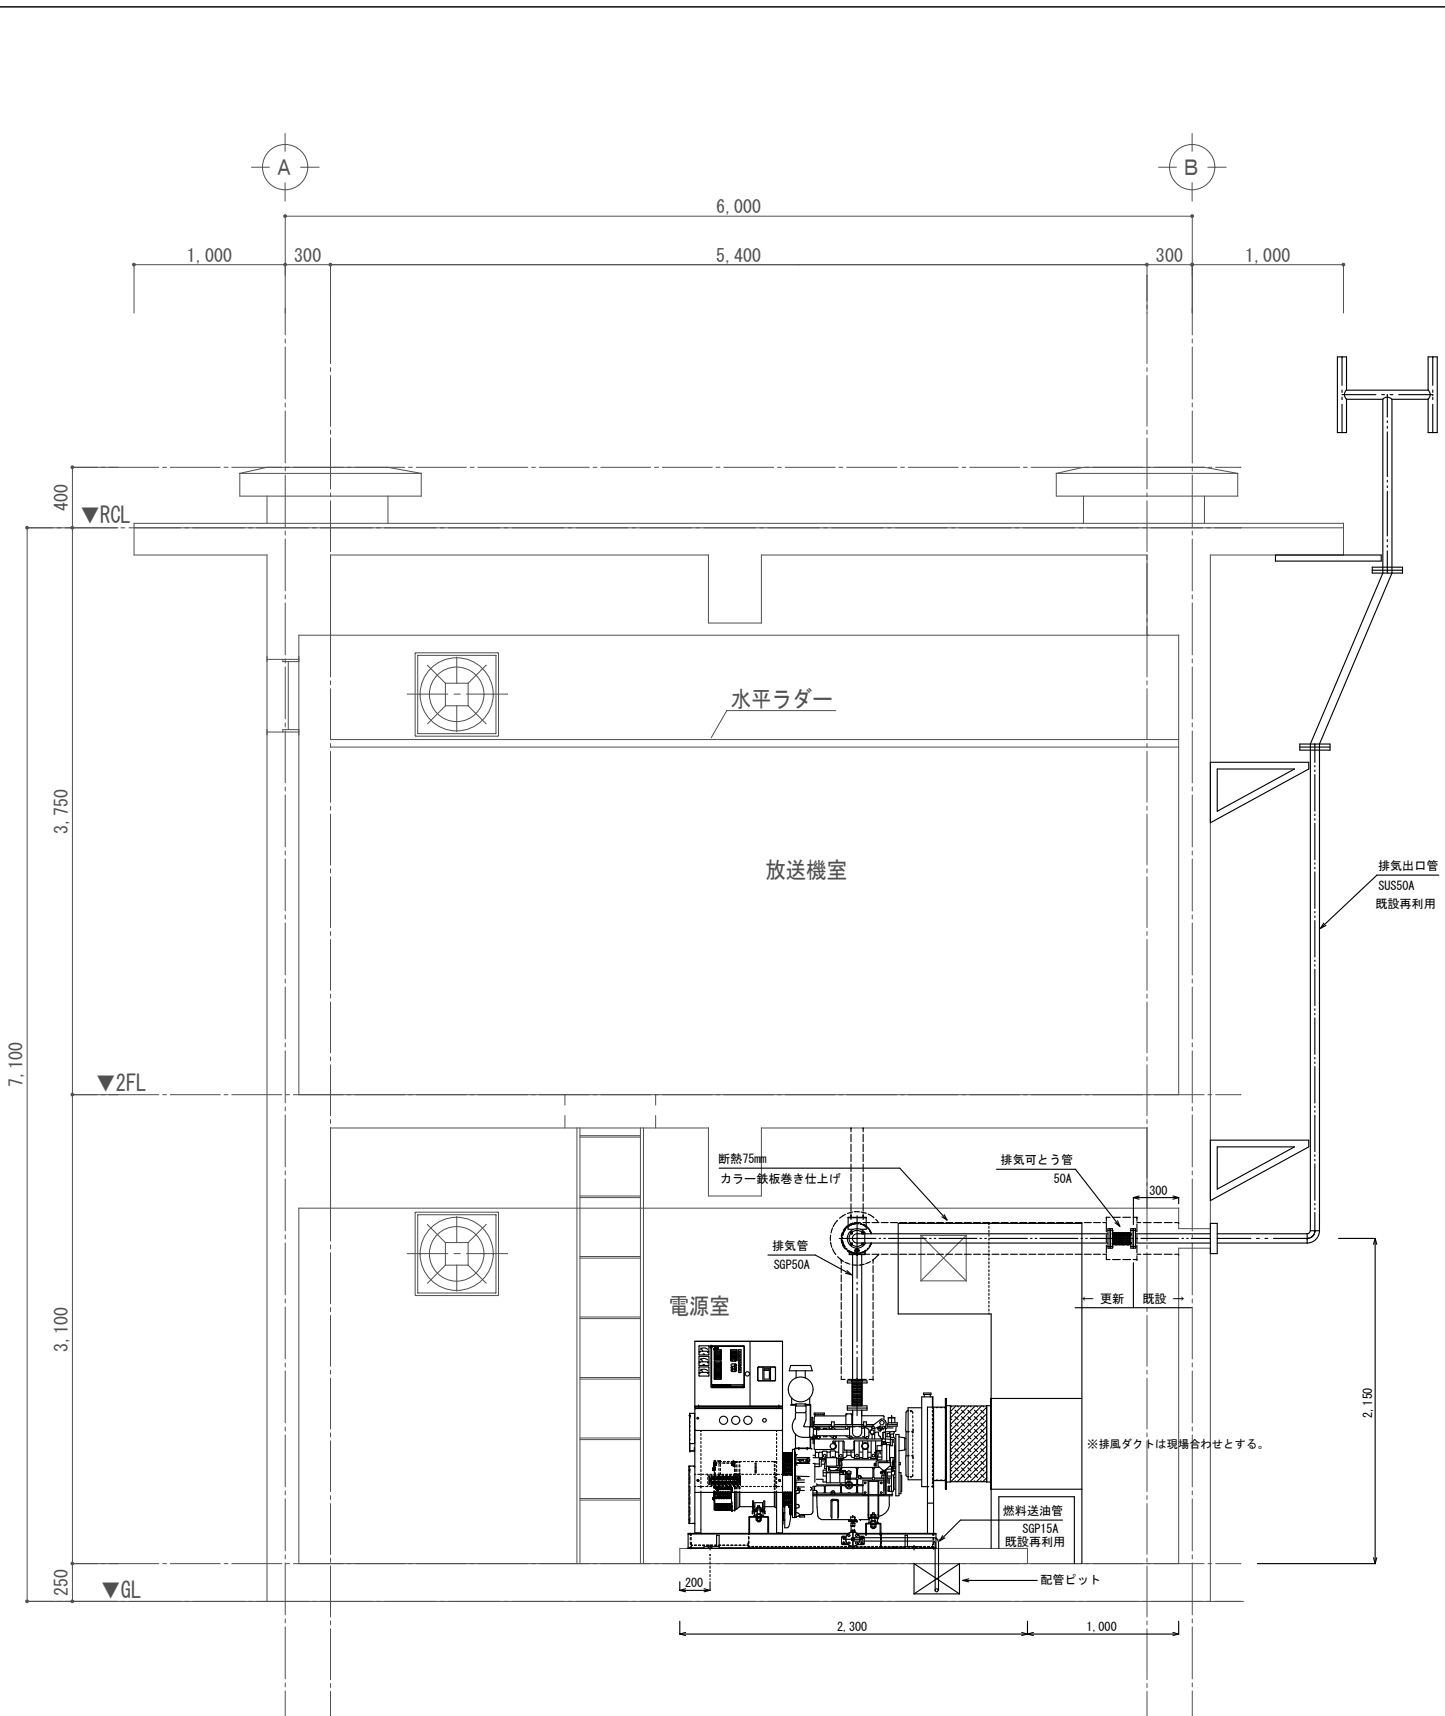 A
B
6,000
1,000
300
5,400
300
1,000
400
▼RCL
水平ラダー
3,750
放送機室
排気出口管
SUS50A
既設再利用
7,100
▼2FL
断熱75mm
カラー鉄板巻き仕上げ
排気可とう管
50A
300
排気管
SGP50A
← 更新
既設 →
電源室
3,100
2,150
※排風ダクトは現場合わせとする。
燃料送油管
SGP15A
既設再利用
250
▼GL
200
配管ピット
2,300
1,000